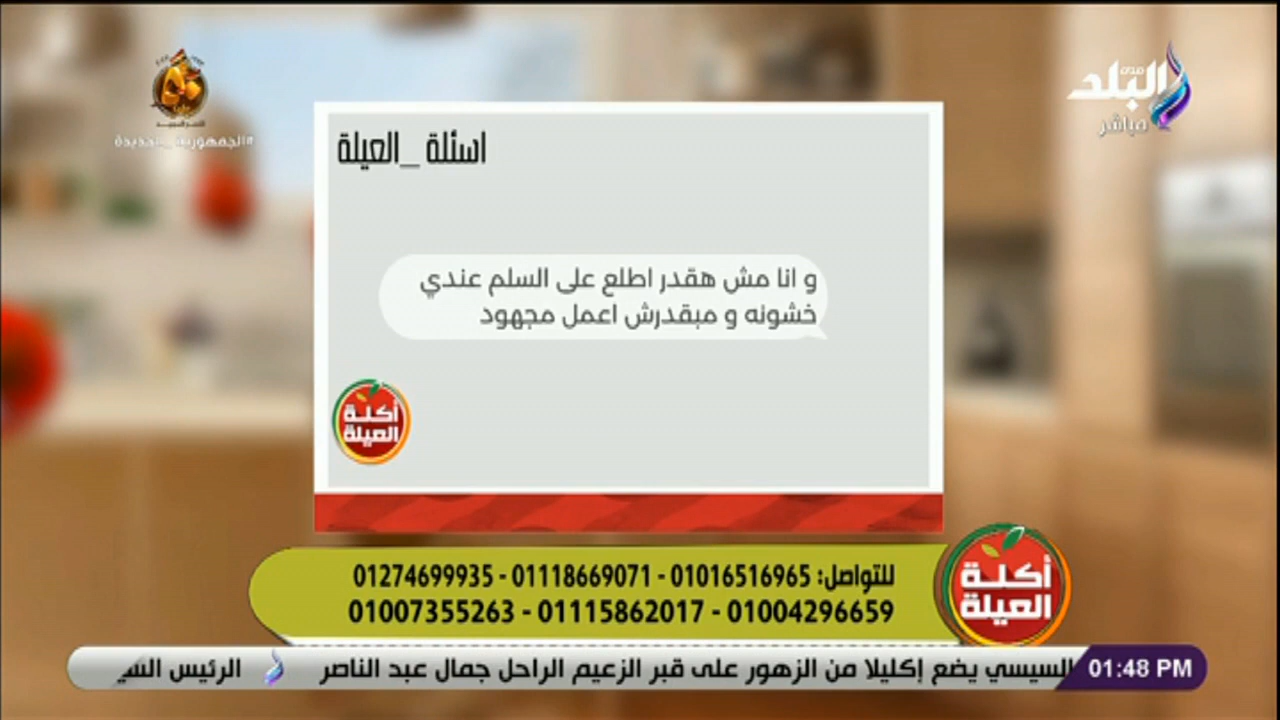 #الجمهورية_الجديدة
صدى
البلد
مباشر
اسئلة _العيلة
و انا مش هقدر اطلع على السلم عندي
خشونه و مبقدرش اعمل مجهود
أكلة
العيلة
للتواصل: 01016516965 - 01118669071 - 01274699935
01004296659 - 01115862017 - 01007355263
أكلة
العيلة
01:48 PM
السيسي يضع إكليلا من الزهور على قبر الزعيم الراحل جمال عبد الناصر
الرئيس